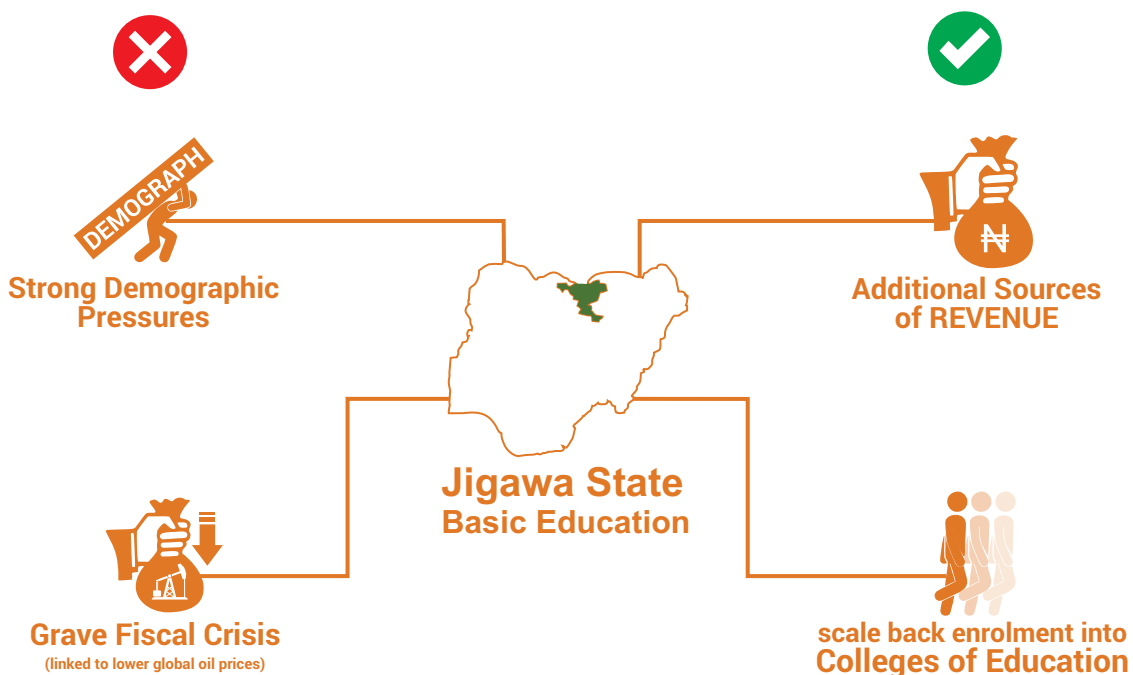 DEMOGRAPH
Strong Demographic
Pressures
₦
Additional Sources
of REVENUE
Jigawa State
Basic Education
Grave Fiscal Crisis
(linked to lower global oil prices)
scale back enrolment into
Colleges of Education